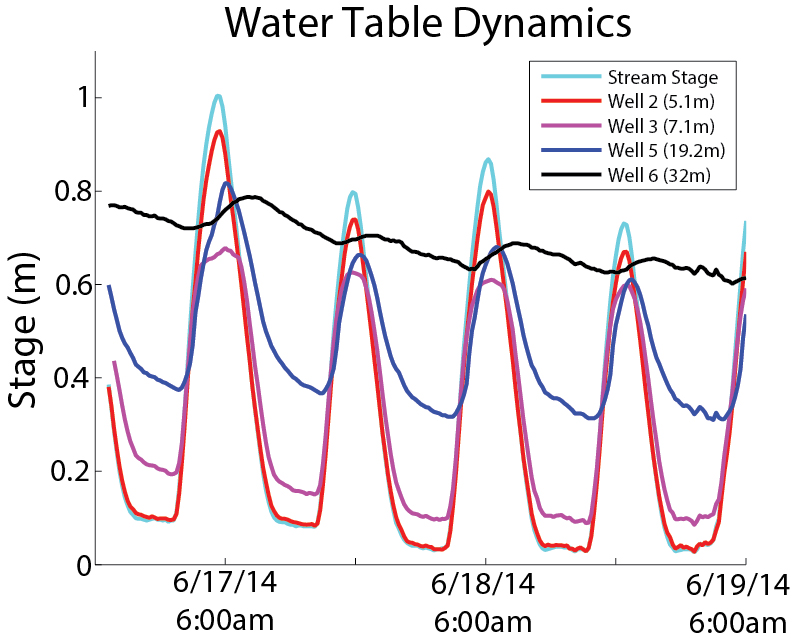 Water Table Dynamics
Stream Stage
Well 2 (5.1m)
Well 3 (7.1m)
Well 5 (19.2m)
Well 6 (32m)
Stage (m)
1
0.8
0.6
0.4
0.2
0
6/17/14 6/18/14 6/19/14
6:00am 6:00am 6:00am